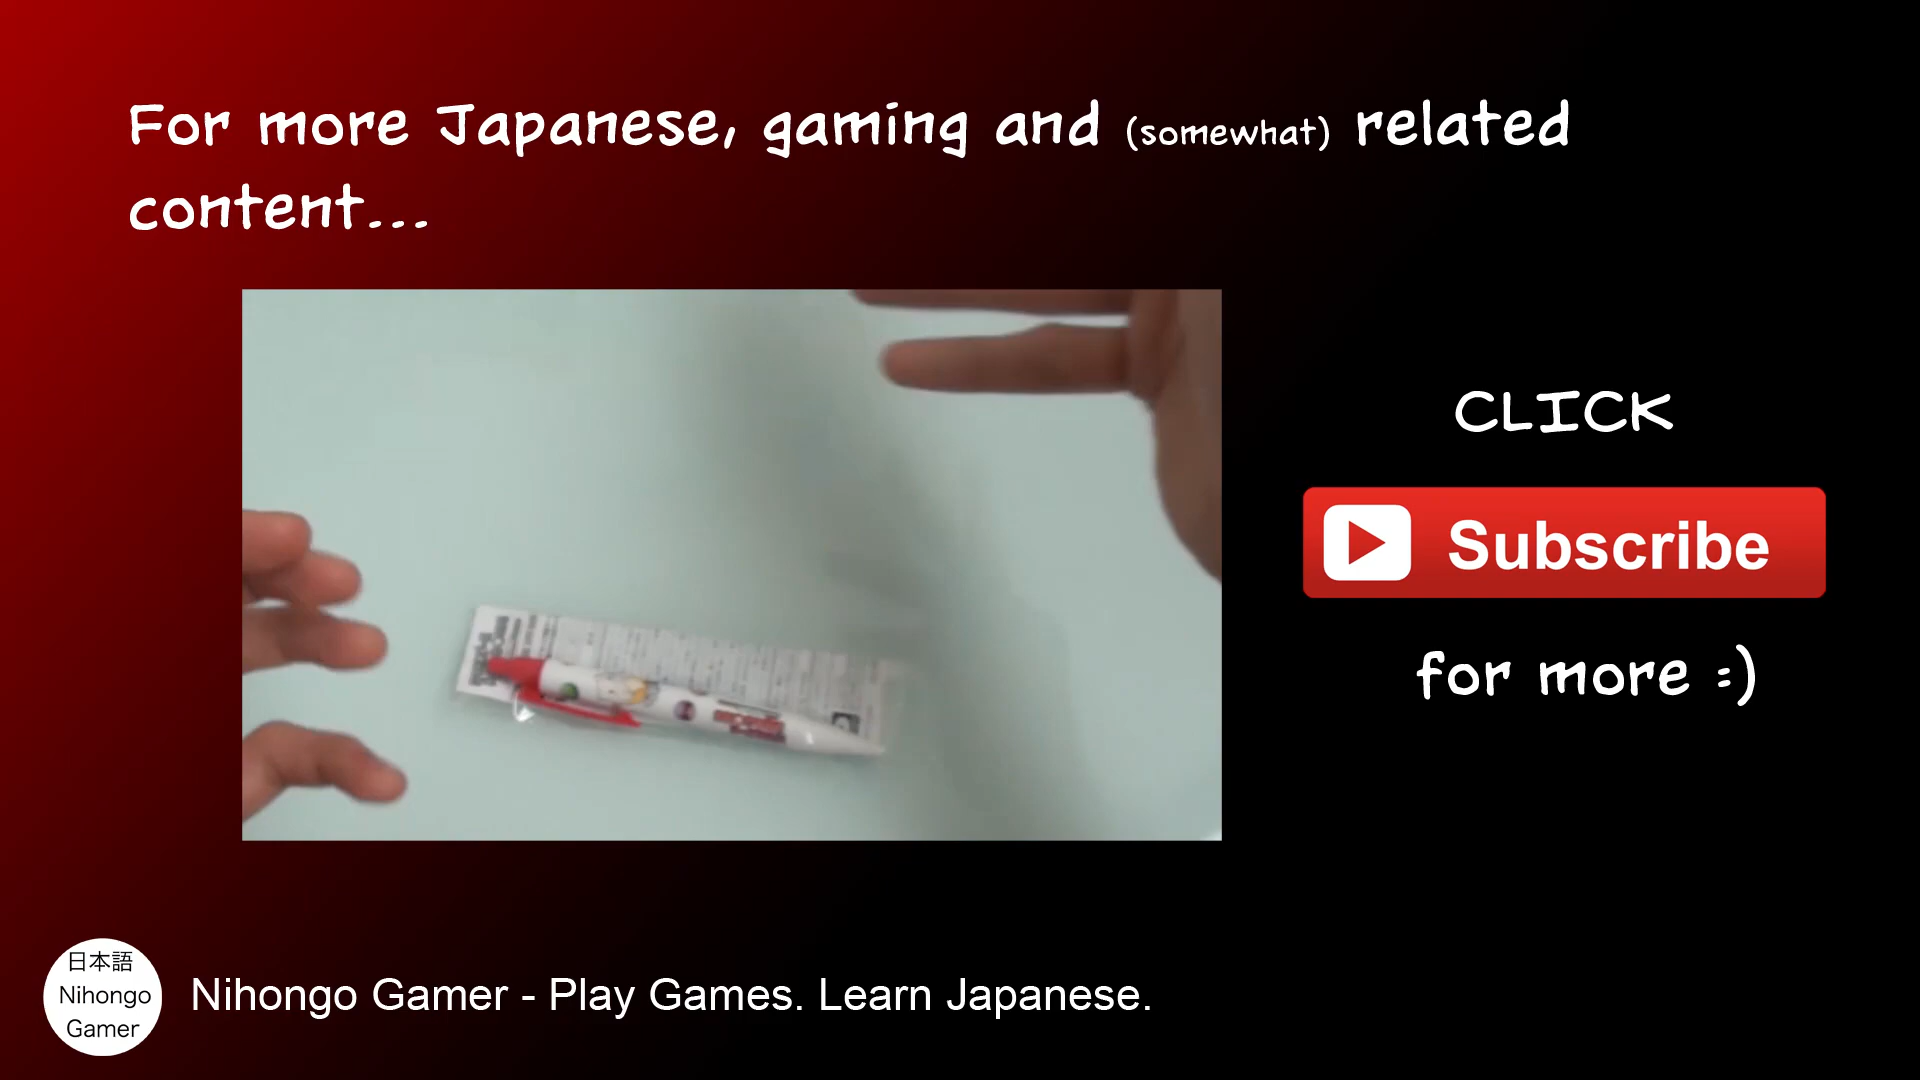 For more Japanese, gaming and (somewhat) related
content...
CLICK
Subscribe
for more :)
日本語
Nihongo
Gamer
Nihongo Gamer - Play Games. Learn Japanese.